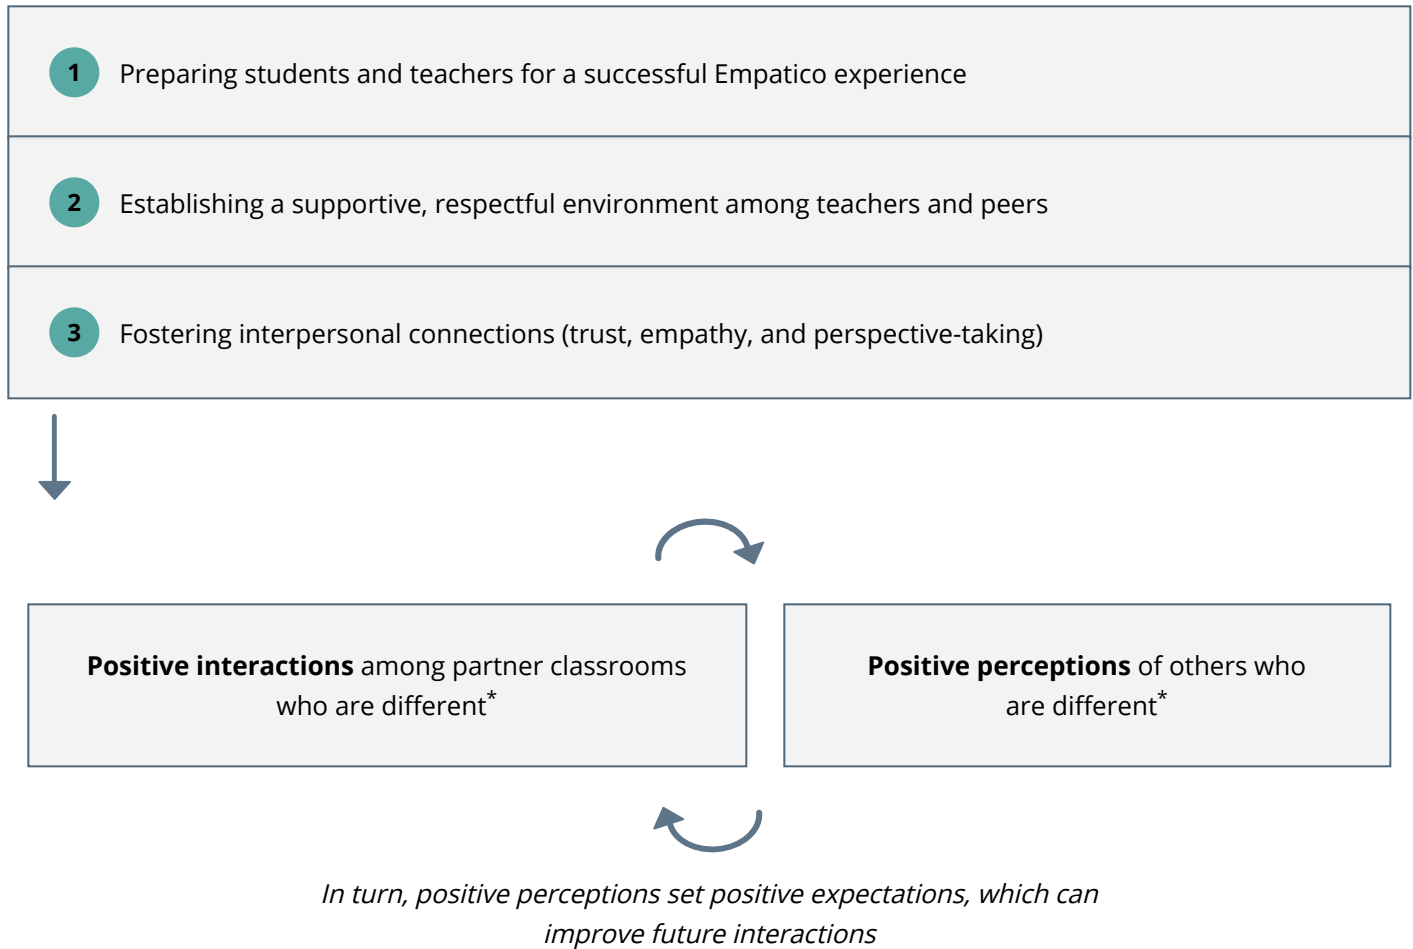 1 Preparing students and teachers for a successful Empatico experience
2 Establishing a supportive, respectful environment among teachers and peers
3 Fostering interpersonal connections (trust, empathy, and perspective-taking)
Positive interactions among partner classrooms
who are different*
Positive perceptions of others who
are different*
In turn, positive perceptions set positive expectations, which can
improve future interactions